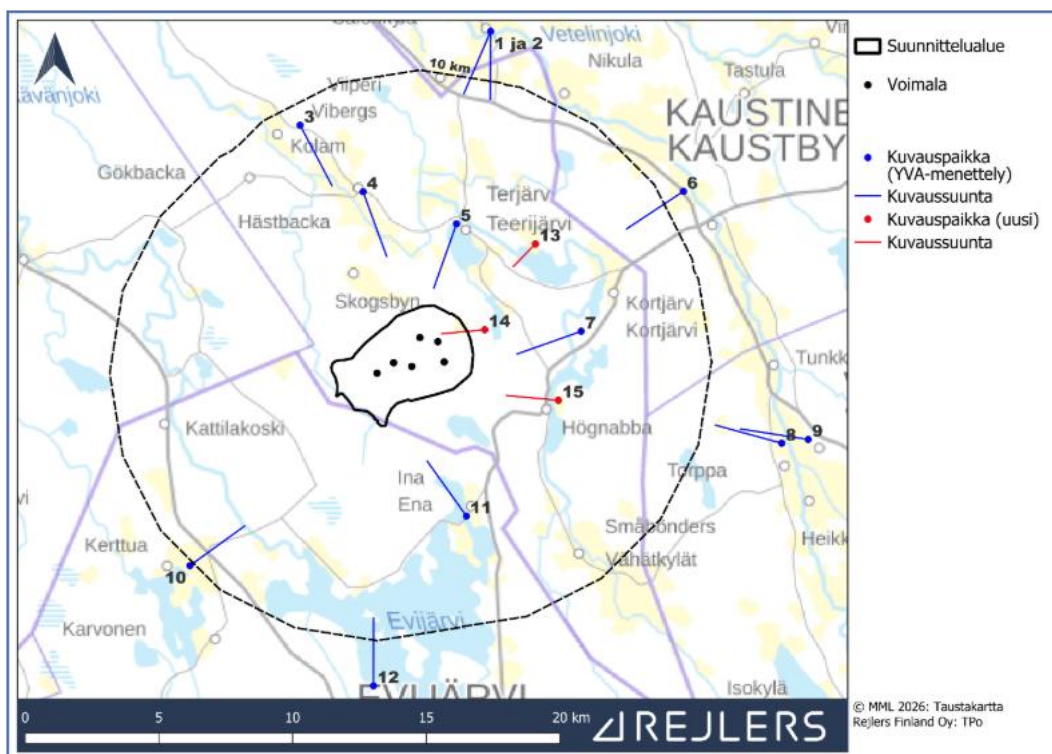 Vetelinjoki
1 ja 2
Nikula
10 km
Tastula
Viiperi
Vibergs
KAUSTINE
KAUSTBY
3
Kolam
Gökbacka
4
6
Terjärv
Teerijärvi
Hästbacka
5
13
Skogsbyn
Kortjärv
Kortjärvi
14
7
Tunkk
15
Kattilakoski
Högnabba
8
9
Torppa
Ina
Ena
11
Heikk
Småbönders
Vähätkylät
Kerttua
10
Karvonen
Evijärvi
12
EVIJÄRVI
Isokylä
Suunnittelualue
Voimala
Kuvauspaikka
(YVA-menettely)
Kuvaussuunta
Kuvauspaikka (uusi)
Kuvaussuunta
0 5 10 15 20 km
REJLERS
© MML 2026: Taustakartta
Rejlers Finland Oy: TPo